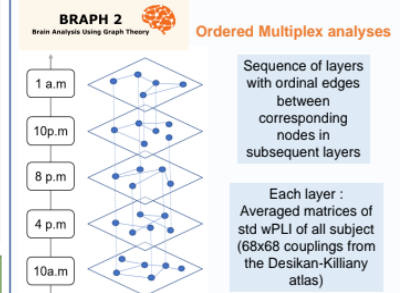 BRAPH 2
Brain Analysis Using Graph Theory
Ordered Multiplex analyses
1 a.m
10p.m
8 p.m
4 p.m
10a.m
Sequence of layers
with ordinal edges
between
corresponding
nodes in
subsequent layers
Each layer :
Averaged matrices of
std wPLI of all subject
(68x68 couplings from
the Desikan-Killiany
atlas)